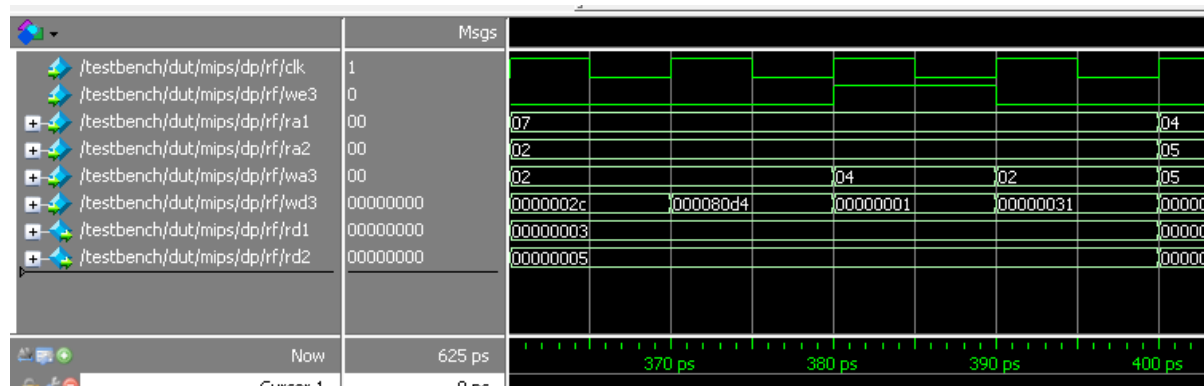 Msgs
/testbench/dut/mips/dp/rf/clk 1
/testbench/dut/mips/dp/rf/we3 0
/testbench/dut/mips/dp/rf/ra1 00 07 04
/testbench/dut/mips/dp/rf/ra2 00 02 05
/testbench/dut/mips/dp/rf/wa3 00 02 04 02 05
/testbench/dut/mips/dp/rf/wd3 00000000 0000002c 000080d4 00000001 00000031
/testbench/dut/mips/dp/rf/rd1 00000000 00000003
/testbench/dut/mips/dp/rf/rd2 00000000 00000005
Now 625 ps 370 ps 380 ps 390 ps 400 ps